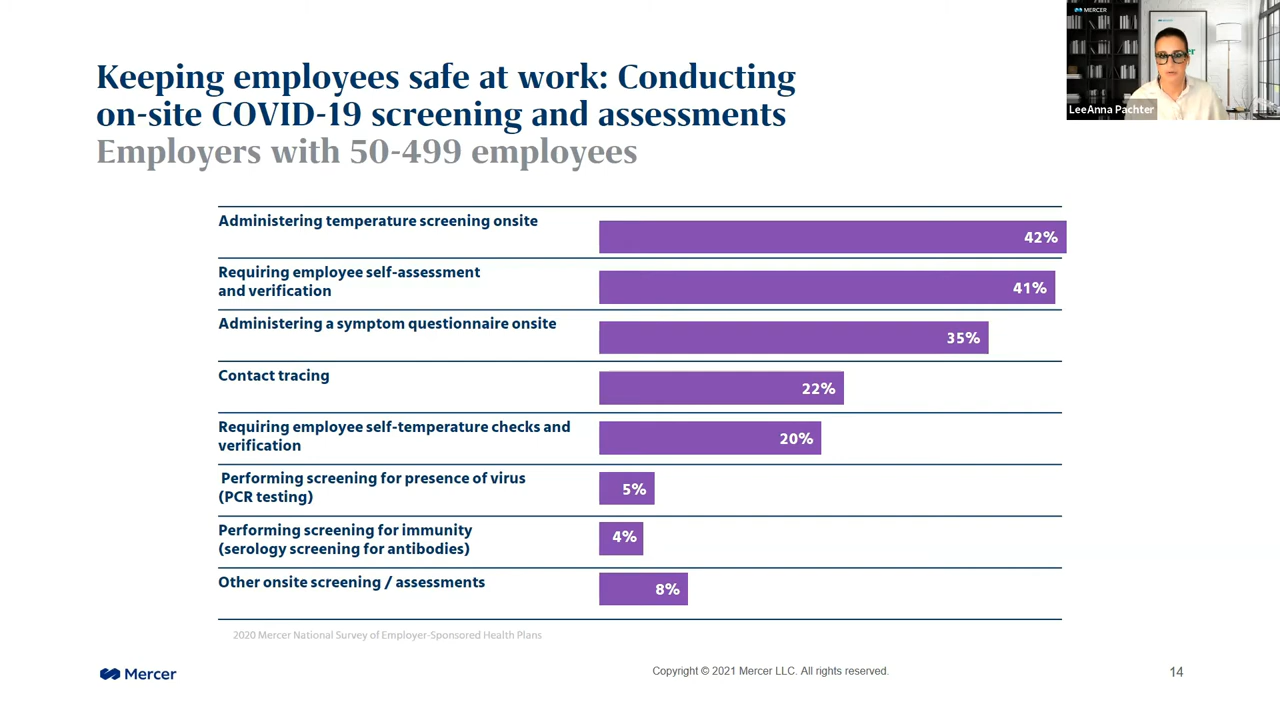 MERCER
Keeping employees safe at work: Conducting
on-site COVID-19 screening and assessments
Employers with 50-499 employees
LeeAnna Pachter
Administering temperature screening onsite
42%
Requiring employee self-assessment
and verification
41%
Administering a symptom questionnaire onsite
35%
Contact tracing
22%
Requiring employee self-temperature checks and
verification
20%
Performing screening for presence of virus
(PCR testing)
5%
Performing screening for immunity
(serology screening for antibodies)
4%
Other onsite screening / assessments
8%
2020 Mercer National Survey of Employer-Sponsored Health Plans
Mercer
Copyright © 2021 Mercer LLC. All rights reserved.
14